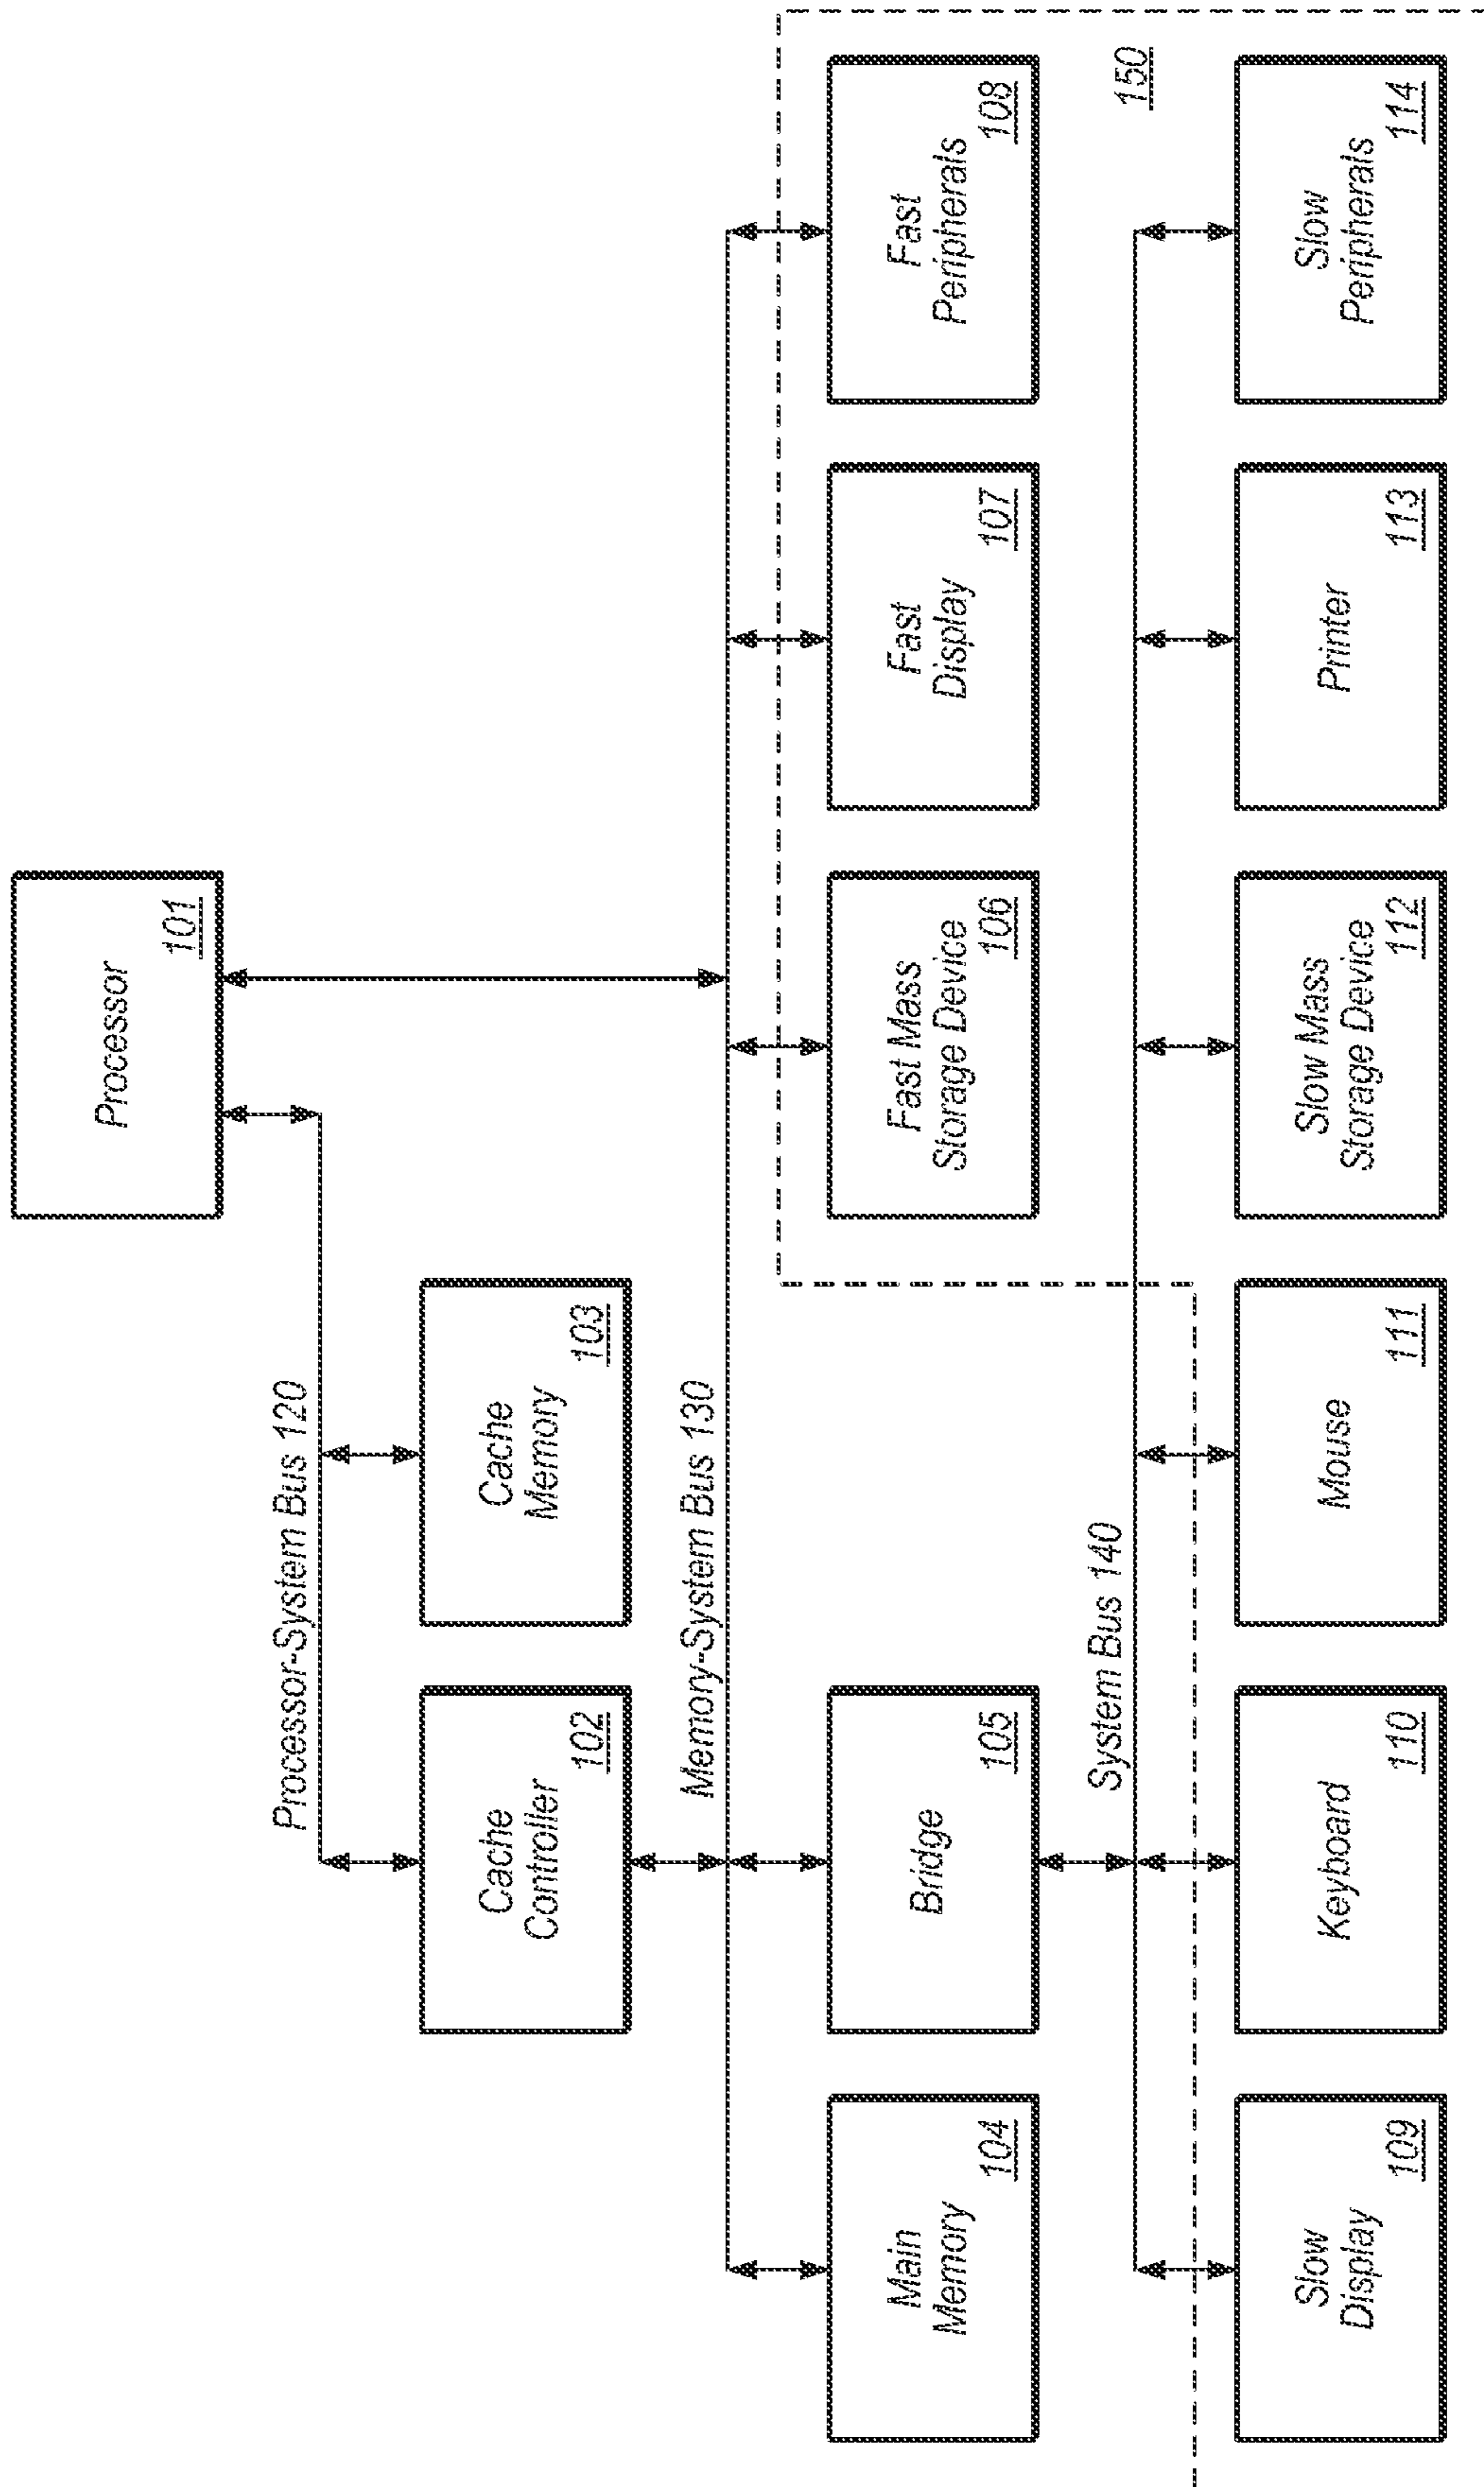 Processor
101
Processor-System Bus 120
Cache
Controller
102
Cache
Memory
103
Memory-System Bus 130
Main
Memory
104
Bridge
105
Fast Mass
Storage Device
106
Fast
Display
107
Fast
Peripherals
108
System Bus 140
150
Slow
Display
109
Keyboard
110
Mouse
111
Slow Mass
Storage Device
112
Printer
113
Slow
Peripherals
114